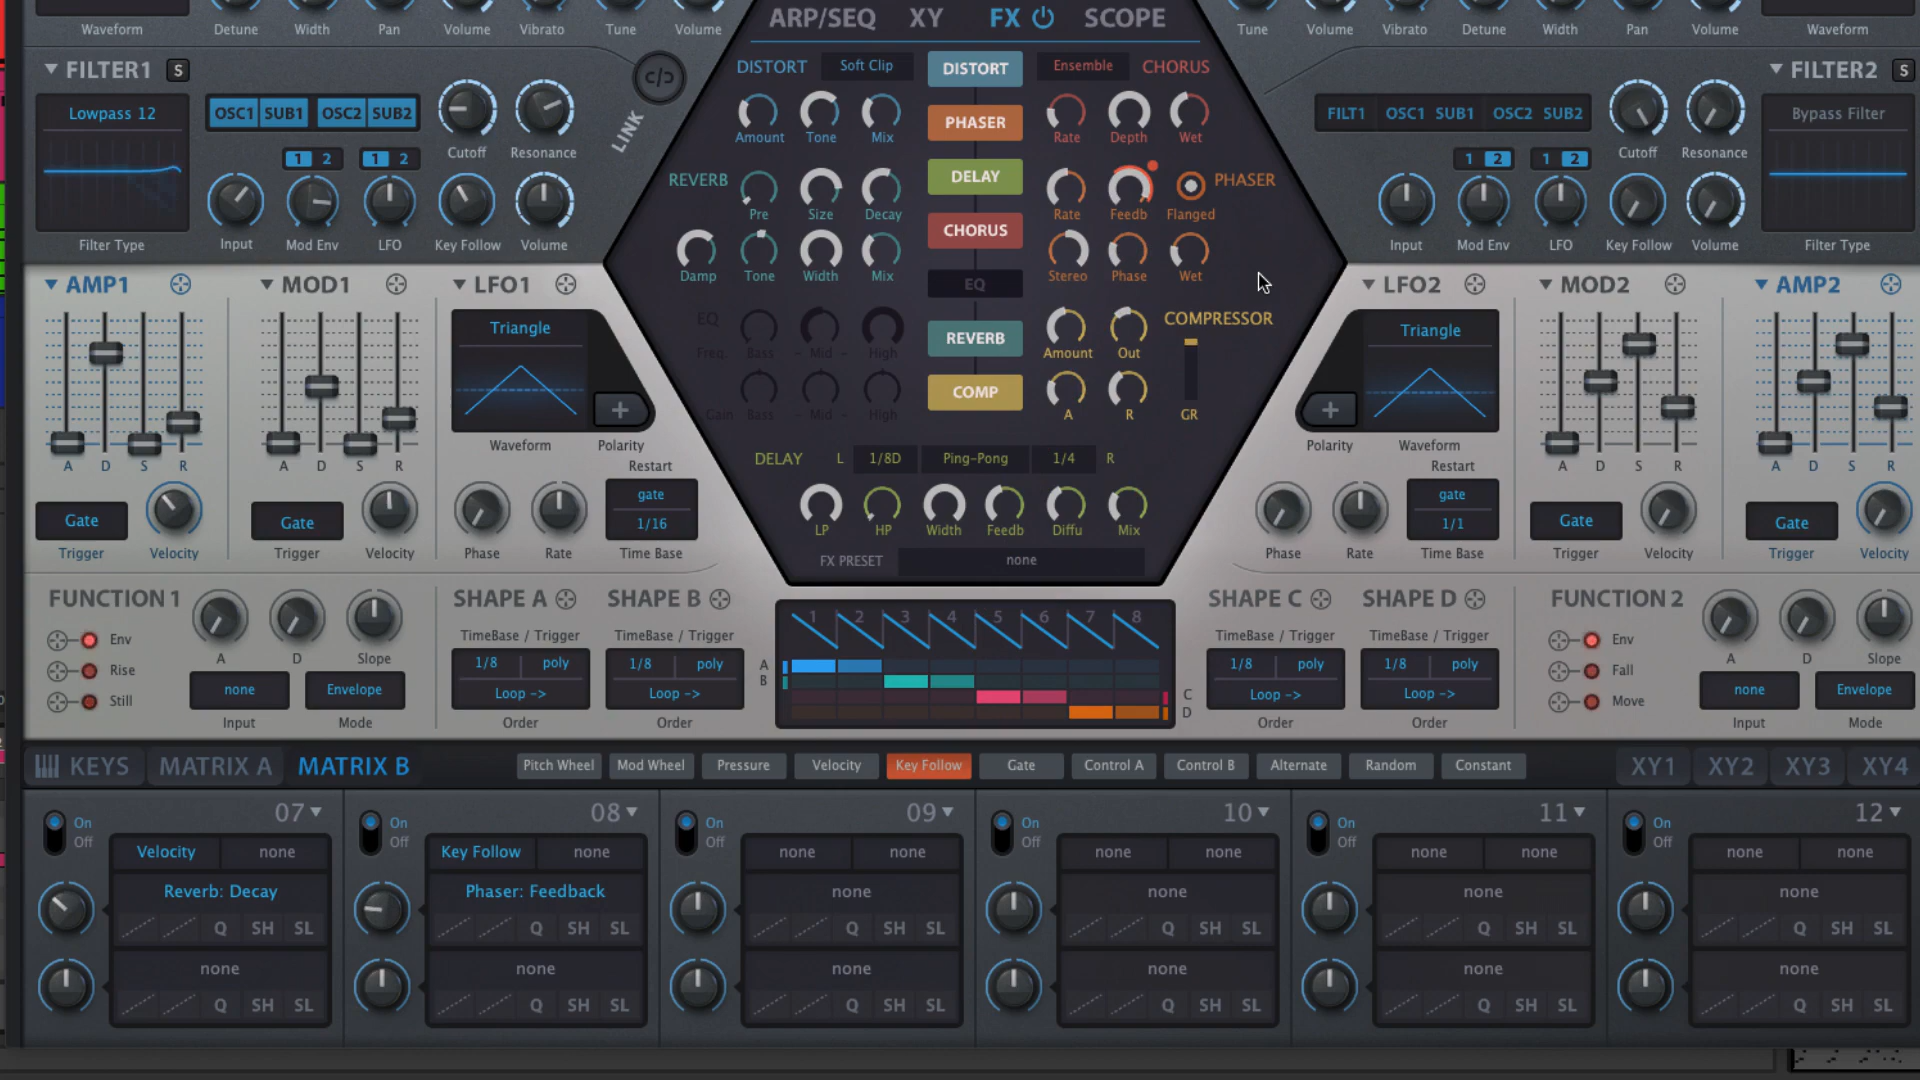 ARP/SEQ XY FX SCOPE
Waveform Detune Width Pan Volume Vibrato Tune Volume
Tune Volume Vibrato Detune Width Pan Volume Waveform
FILTER1 S
Lowpass 12
Filter Type
OSC1 SUB1 OSC2 SUB2
1 2 1 2
Cutoff Resonance
Input Mod Env LFO Key Follow Volume
LINK
DISTORT Soft Clip
Amount Tone Mix
REVERB
Pre Size Decay
Damp Tone Width Mix
EQ
Freq. Bass - Mid - High
Gain Bass - Mid - High
DISTORT
PHASER
DELAY
CHORUS
EQ
REVERB
COMP
Ensemble CHORUS
Rate Depth Wet
PHASER
Rate Feedb Flanged
Stereo Phase Wet
COMPRESSOR
Amount Out
A R GR
DELAY L 1/8D Ping-Pong 1/4 R
LP HP Width Feedb Diffu Mix
FX PRESET none
FILTER2 S
FILT1 OSC1 SUB1 OSC2 SUB2
1 2 1 2
Cutoff Resonance
Input Mod Env LFO Key Follow Volume
Bypass Filter
Filter Type
AMP1
A D S R
Gate
Trigger Velocity
MOD1
A D S R
Gate
Trigger Velocity
LFO1
Triangle
Waveform Polarity
Restart
gate
1/16
Phase Rate Time Base
LFO2
Triangle
Polarity Waveform
Restart
gate
1/1
Phase Rate Time Base
MOD2
A D S R
Gate
Trigger Velocity
AMP2
A D S R
Gate
Trigger Velocity
FUNCTION 1
Env
Rise
Still
A D Slope
none Envelope
Input Mode
SHAPE A
TimeBase / Trigger
1/8 poly
Loop ->
Order
SHAPE B
TimeBase / Trigger
1/8 poly
Loop ->
Order
1 2 3 4 5 6 7 8
A
B
C
D
SHAPE C
TimeBase / Trigger
1/8 poly
Loop ->
Order
SHAPE D
TimeBase / Trigger
1/8 poly
Loop ->
Order
FUNCTION 2
Env
Fall
Move
A D Slope
none Envelope
Input Mode
KEYS MATRIX A MATRIX B
Pitch Wheel Mod Wheel Pressure Velocity Key Follow Gate Control A Control B Alternate Random Constant
XY1 XY2 XY3 XY4
07
On
Off
Velocity none
Reverb: Decay
Q SH SL
none
Q SH SL
08
On
Off
Key Follow none
Phaser: Feedback
Q SH SL
none
Q SH SL
09
On
Off
none none
none
Q SH SL
none
Q SH SL
10
On
Off
none none
none
Q SH SL
none
Q SH SL
11
On
Off
none none
none
Q SH SL
none
Q SH SL
12
On
Off
none none
none
Q SH SL
none
Q SH SL